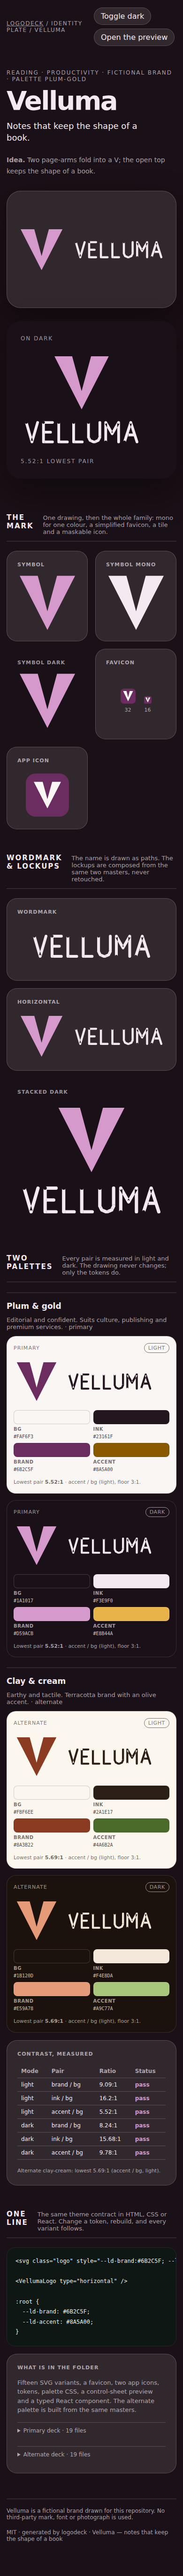 LOGODECK / IDENTITY
PLATE / VELLUMA
Toggle dark
Open the preview
READING · PRODUCTIVITY · FICTIONAL BRAND
· PALETTE PLUM-GOLD
Velluma
Notes that keep the shape of a
book.
Idea. Two page-arms fold into a V; the open top
keeps the shape of a book.
VELLUMA
ON DARK
VELLUMA
5.52:1 LOWEST PAIR
THE
MARK
One drawing, then the whole family: mono
for one colour, a simplified favicon, a tile
and a maskable icon.
SYMBOL
SYMBOL MONO
SYMBOL DARK
FAVICON
32
16
APP ICON
WORDMARK
& LOCKUPS
The name is drawn as paths. The
lockups are composed from the
same two masters, never
retouched.
WORDMARK
VELLUMA
HORIZONTAL
VELLUMA
STACKED DARK
VELLUMA
TWO
PALETTES
Every pair is measured in light and
dark. The drawing never changes;
only the tokens do.
Plum & gold
Editorial and confident. Suits culture, publishing and
premium services. · primary
PRIMARY
LIGHT
VELLUMA
BG
#FAF6F3
INK
#23161F
BRAND
#6B2C5F
ACCENT
#8A5A00
Lowest pair 5.52:1 · accent / bg (light), floor 3:1.
PRIMARY
DARK
VELLUMA
BG
#1A1017
INK
#F3E9F0
BRAND
#D59AC8
ACCENT
#E8B44A
Lowest pair 5.52:1 · accent / bg (light), floor 3:1.
Clay & cream
Earthy and tactile. Terracotta brand with an olive
accent. · alternate
ALTERNATE
LIGHT
VELLUMA
BG
#FBF6EE
INK
#2A1E17
BRAND
#8A3B22
ACCENT
#4A6B2A
Lowest pair 5.69:1 · accent / bg (light), floor 3:1.
ALTERNATE
DARK
VELLUMA
BG
#1B120D
INK
#F4E8DA
BRAND
#E59A78
ACCENT
#A9C77A
Lowest pair 5.69:1 · accent / bg (light), floor 3:1.
CONTRAST, MEASURED
Mode Pair Ratio Status
light brand / bg 9.09:1 pass
light ink / bg 16.2:1 pass
light accent / bg 5.52:1 pass
dark brand / bg 8.24:1 pass
dark ink / bg 15.68:1 pass
dark accent / bg 9.78:1 pass
Alternate clay-cream: lowest 5.69:1 (accent / bg, light).
ONE
LINE
The same theme contract in HTML, CSS or
React. Change a token, rebuild, and every
variant follows.
<svg class="logo" style="--ld-brand:#6B2C5F; --l
<VellumaLogo type="horizontal" />
:root {
--ld-brand: #6B2C5F;
--ld-accent: #8A5A00;
}
WHAT IS IN THE FOLDER
Fifteen SVG variants, a favicon, two app icons,
tokens, palette CSS, a control-sheet preview
and a typed React component. The alternate
palette is built from the same masters.
▸ Primary deck · 19 files
▸ Alternate deck · 19 files
Velluma is a fictional brand drawn for this repository. No
third-party mark, font or photograph is used.
MIT · generated by logodeck · Velluma — notes that keep
the shape of a book